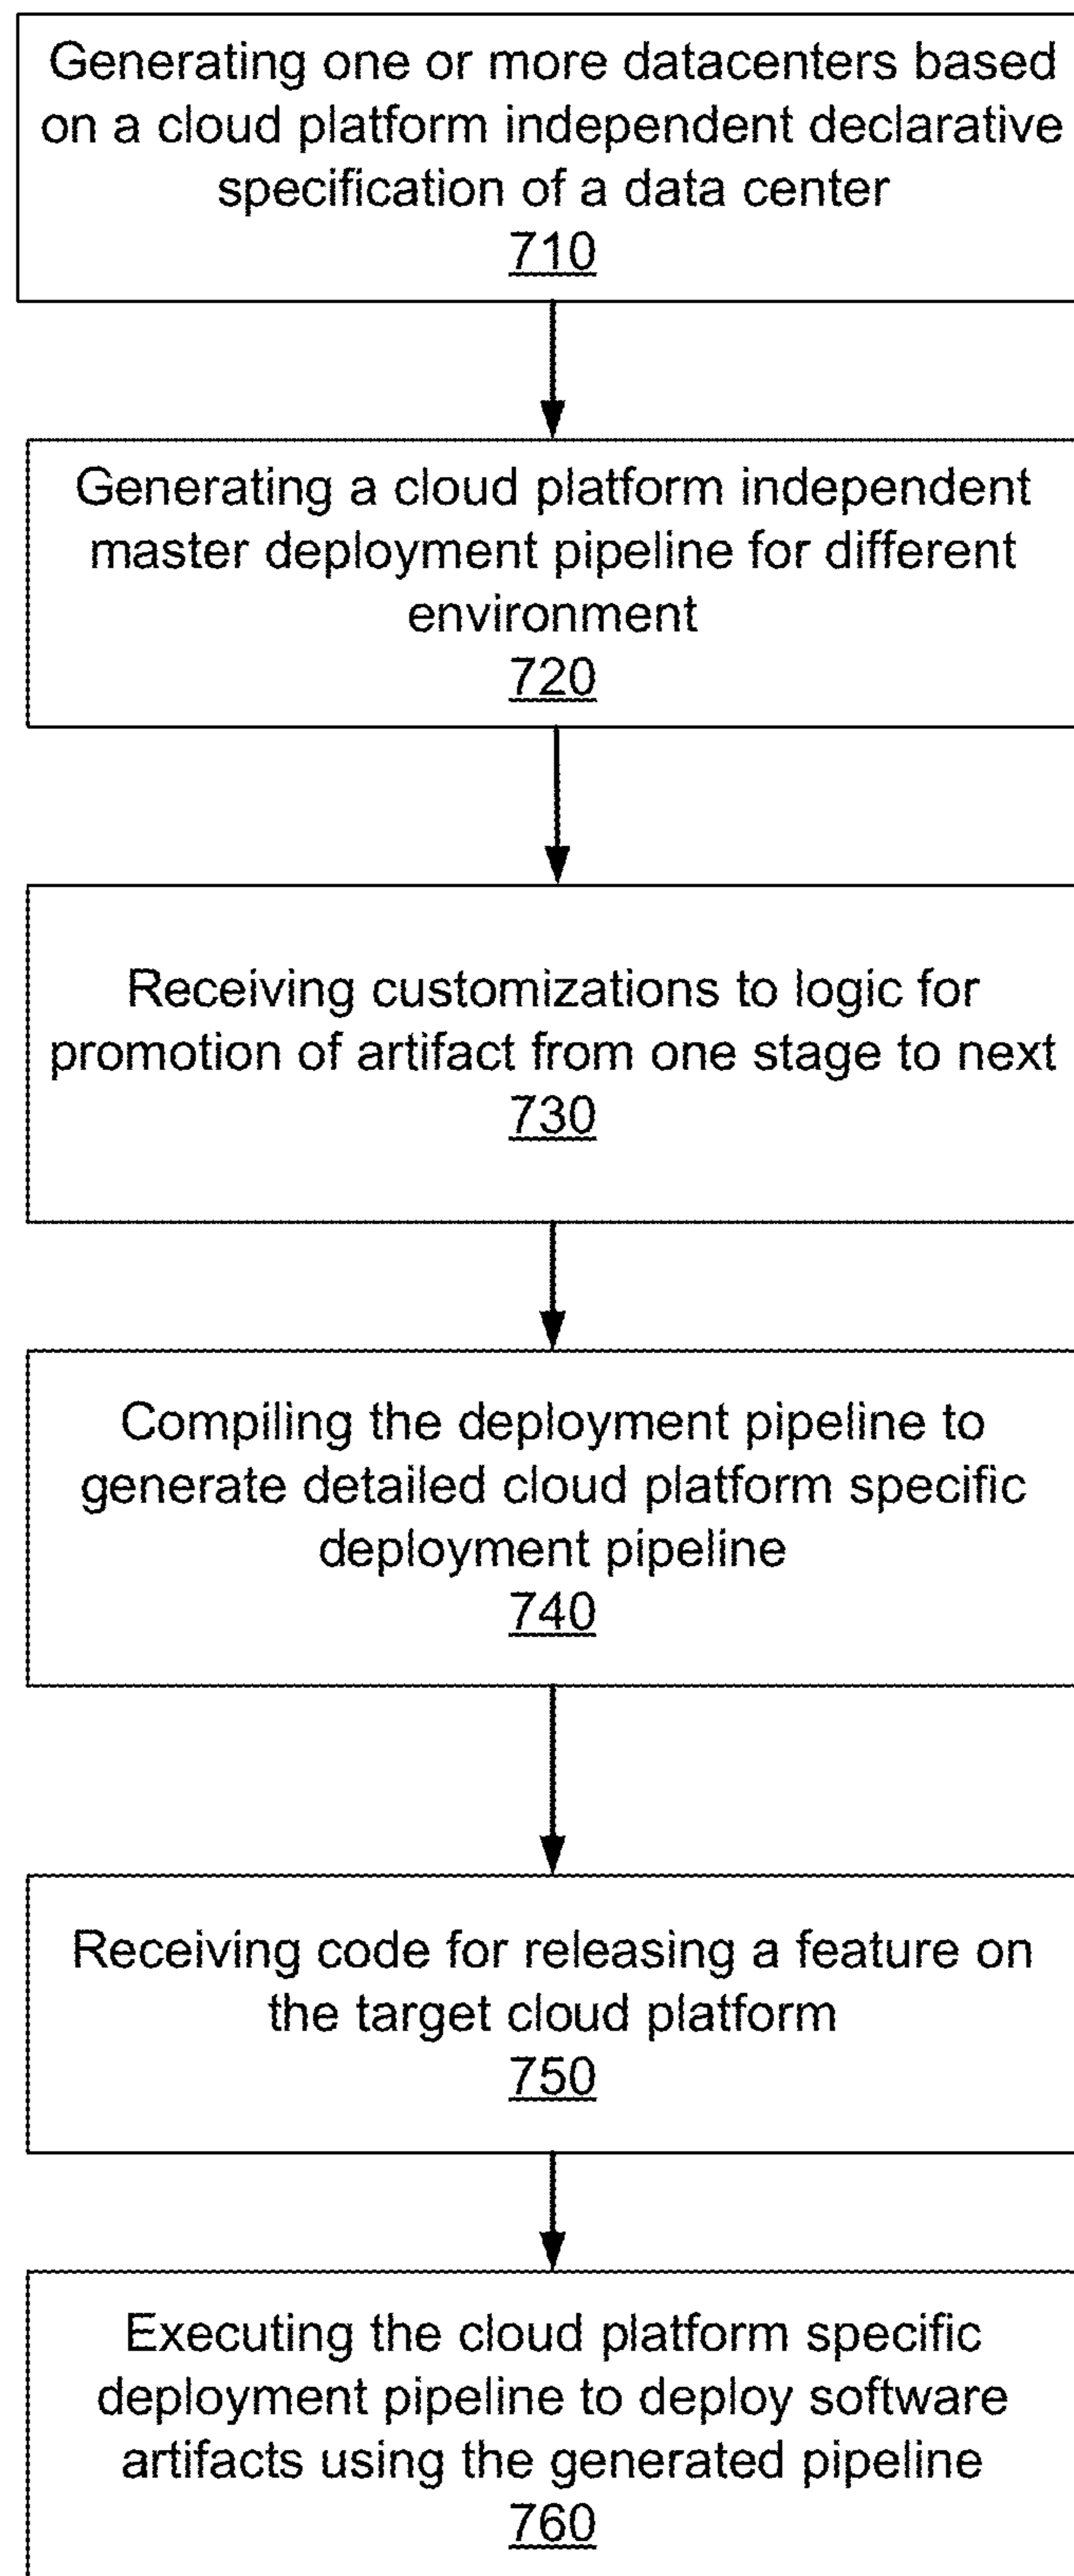 Generating one or more datacenters based
on a cloud platform independent declarative
specification of a data center
710
Generating a cloud platform independent
master deployment pipeline for different
environment
720
Receiving customizations to logic for
promotion of artifact from one stage to next
730
Compiling the deployment pipeline to
generate detailed cloud platform specific
deployment pipeline
740
Receiving code for releasing a feature on
the target cloud platform
750
Executing the cloud platform specific
deployment pipeline to deploy software
artifacts using the generated pipeline
760